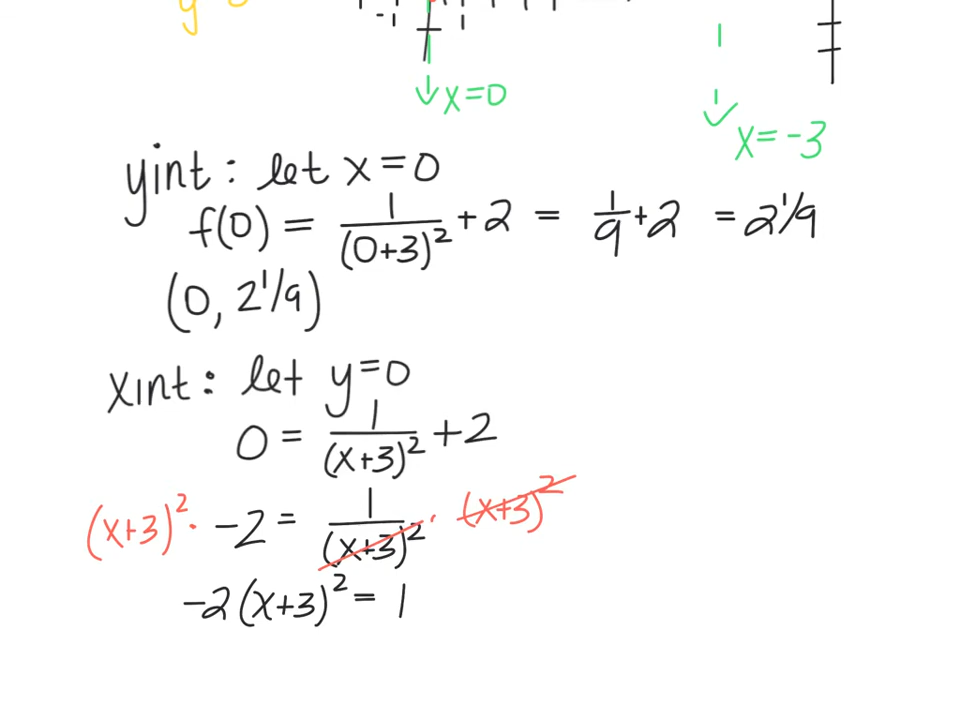 -1 1
x=0
x=-3
yint: let x=0
f(0) = 1/(0+3)² + 2 = 1/9 + 2 = 2 1/9
(0, 2 1/9)
xint: let y=0
0 = 1/(x+3)² + 2
(x+3)² · -2 = 1/(x+3)² · (x+3)²
-2(x+3)² = 1